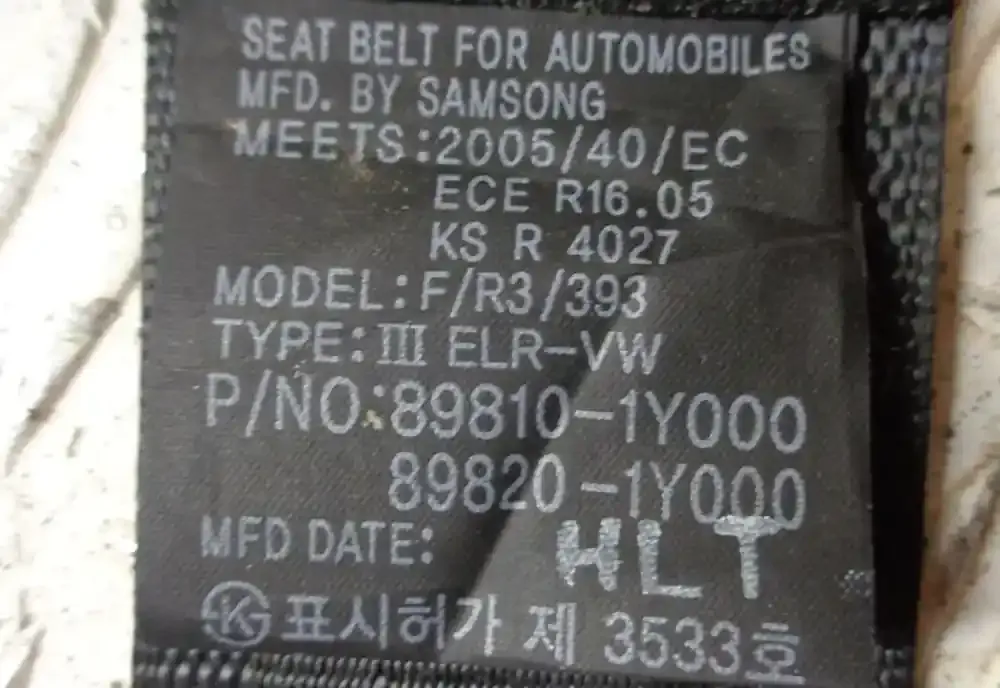 SEAT BELT FOR AUTOMOBILES
MFD. BY SAMSONG
MEETS:2005/40/EC
ECE R16.05
KS R 4027
MODEL:F/R3/393
TYPE:Ⅲ ELR-VW
P/NO:89810-1Y000
89820-1Y000
MFD DATE: HLT
표시허가 제 3533호